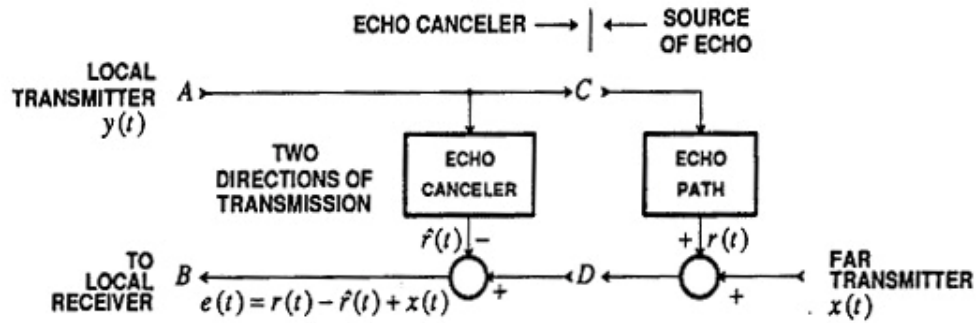 ECHO CANCELER
SOURCE
OF ECHO
LOCAL
TRANSMITTER
y(t)
A
C
TWO
DIRECTIONS OF
TRANSMISSION
ECHO
CANCELER
ECHO
PATH
r̂(t)
−
+
r(t)
TO
LOCAL
RECEIVER
B
e(t) = r(t) − r̂(t) + x(t)
+
D
+
FAR
TRANSMITTER
x(t)